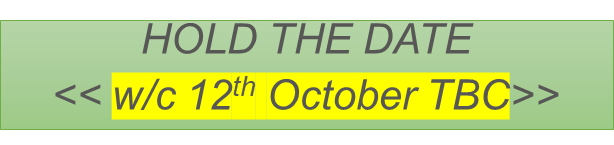 HOLD THE DATE
<< w/c 12th October TBC>>